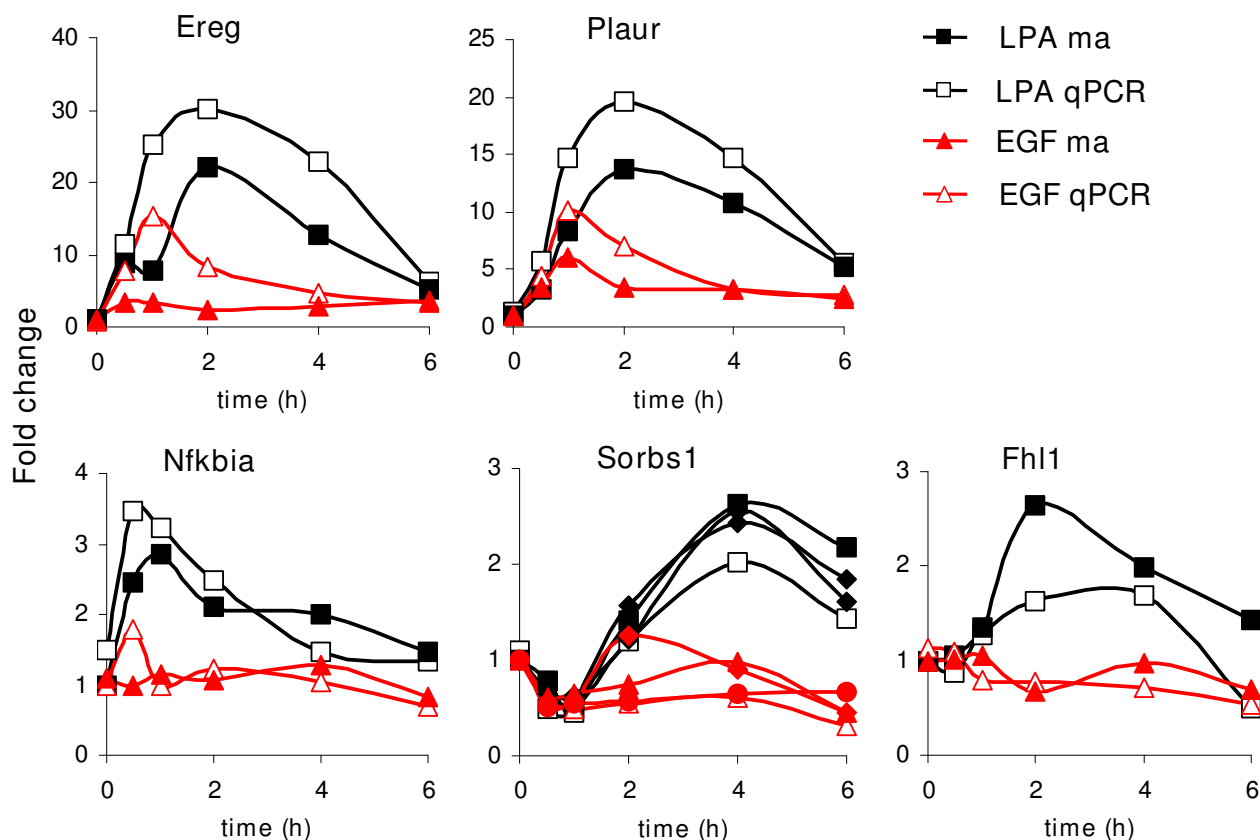 Ereg
40
30
20
10
0
0 2 4 6
time (h)
Plaur
25
20
15
10
5
0
0 2 4 6
time (h)
LPA ma
LPA qPCR
EGF ma
EGF qPCR
Fold change
Nfkbia
4
3
2
1
0
0 2 4 6
time (h)
Sorbs1
3
2
1
0
0 2 4 6
time (h)
Fhl1
3
2
1
0
0 2 4 6
time (h)